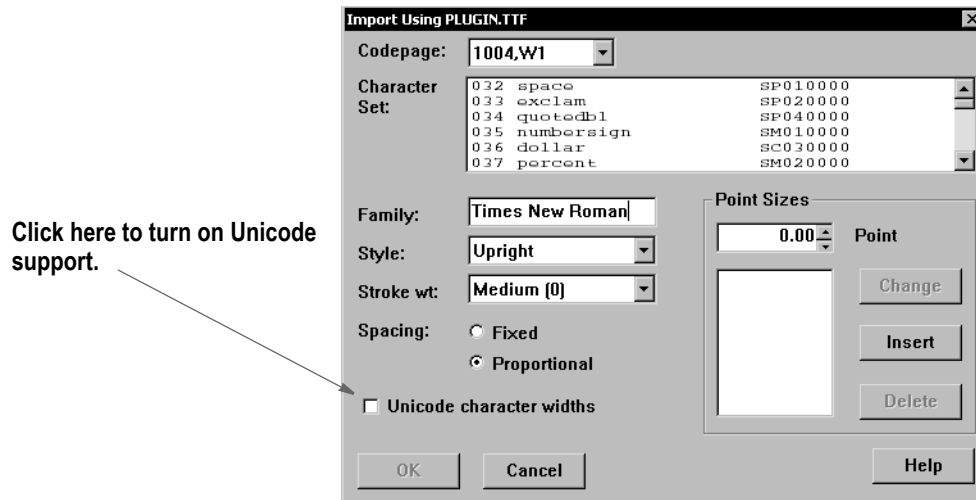 Import Using PLUGIN.TTF
Codepage: 1004,W1
Character Set:
032 space SP010000
033 exclam SP020000
034 quotedbl SP040000
035 numbersign SM010000
036 dollar SC030000
037 percent SM020000
Family: Times New Roman
Style: Upright
Stroke wt: Medium (0)
Spacing: Fixed
Proportional
Unicode character widths
Point Sizes
0.00 Point
Change
Insert
Delete
OK Cancel Help
Click here to turn on Unicode
support.